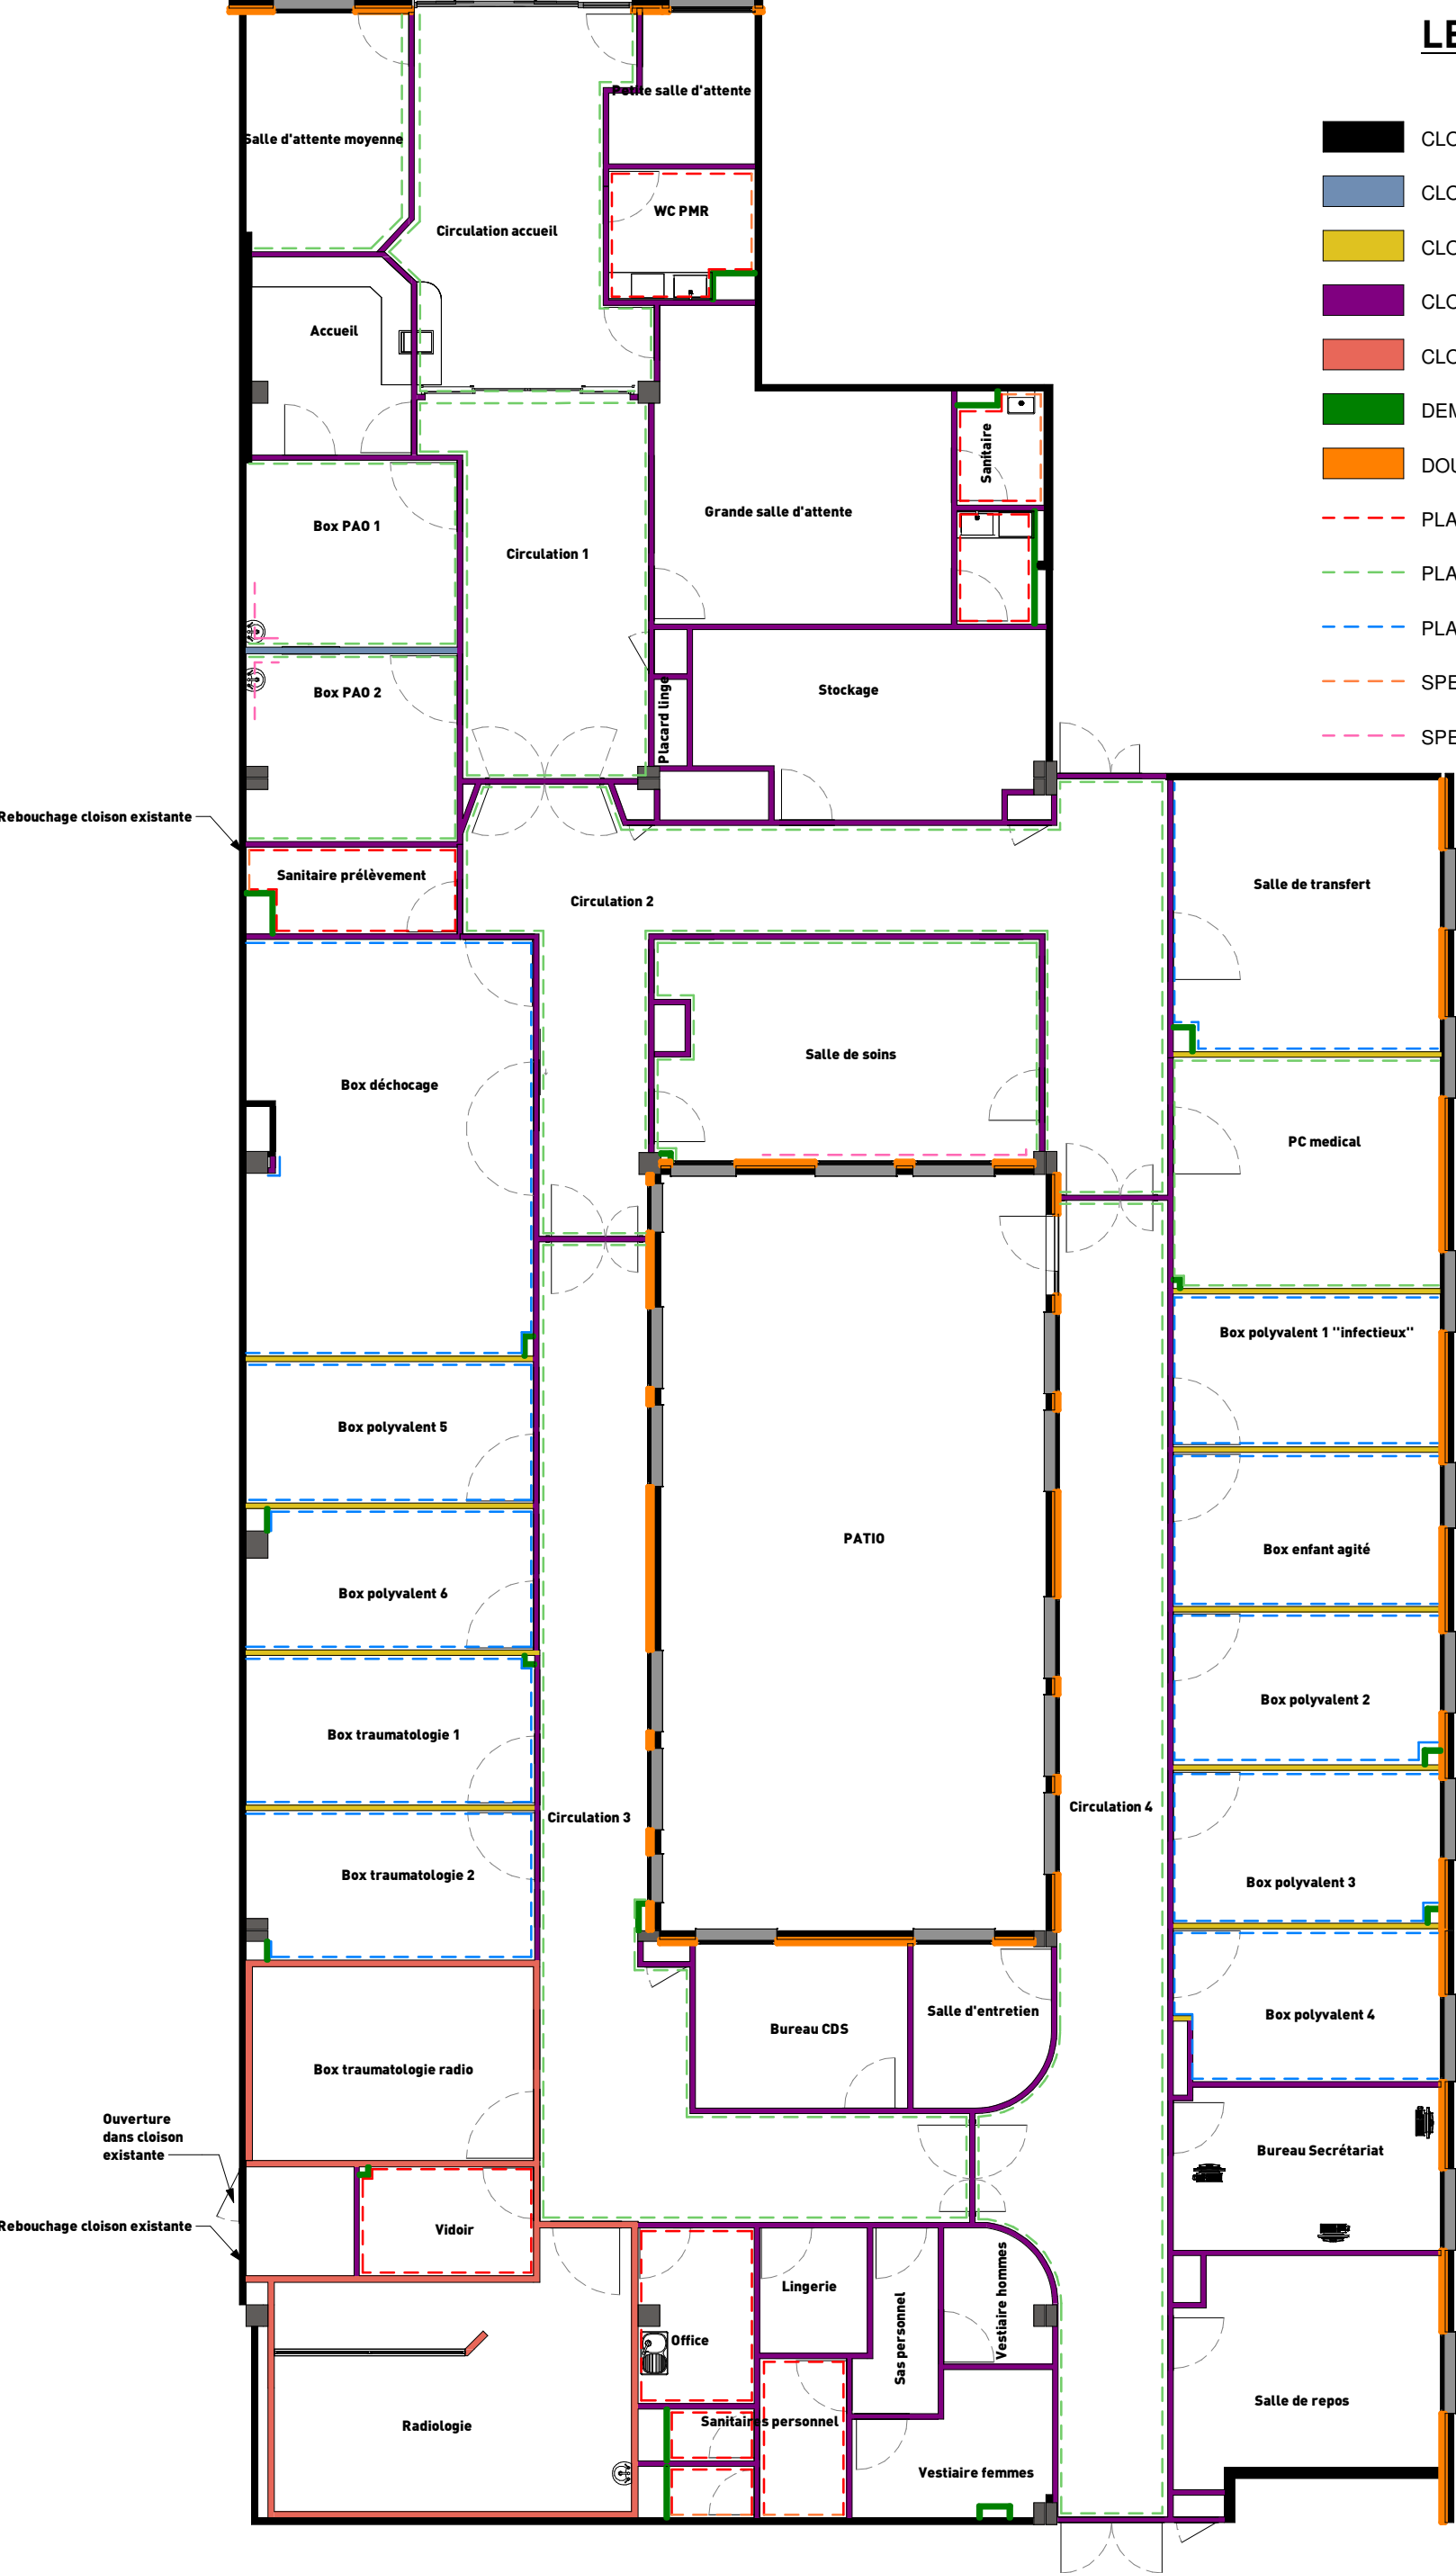 LE
CLO
CLO
CLO
CLO
CLO
DEM
DOU
PLA
PLA
PLA
SPE
SPE
Petite salle d'attente
Salle d'attente moyenne
WC PMR
Circulation accueil
Accueil
Sanitaire
Grande salle d'attente
Box PAO 1
Circulation 1
Box PAO 2
Stockage
Placard linge
Rebouchage cloison existante
Sanitaire prélèvement
Circulation 2
Salle de transfert
Salle de soins
Box déchocage
PC medical
Box polyvalent 1 "infectieux"
Box polyvalent 5
PATIO
Box enfant agité
Box polyvalent 6
Box polyvalent 2
Box traumatologie 1
Circulation 3
Circulation 4
Box traumatologie 2
Box polyvalent 3
Salle d'entretien
Bureau CDS
Box polyvalent 4
Box traumatologie radio
Ouverture
dans cloison
existante
Bureau Secrétariat
Rebouchage cloison existante
Vidoir
Lingerie
Vestiaire hommes
Sas personnel
Office
Salle de repos
Sanitaires personnel
Radiologie
Vestiaire femmes